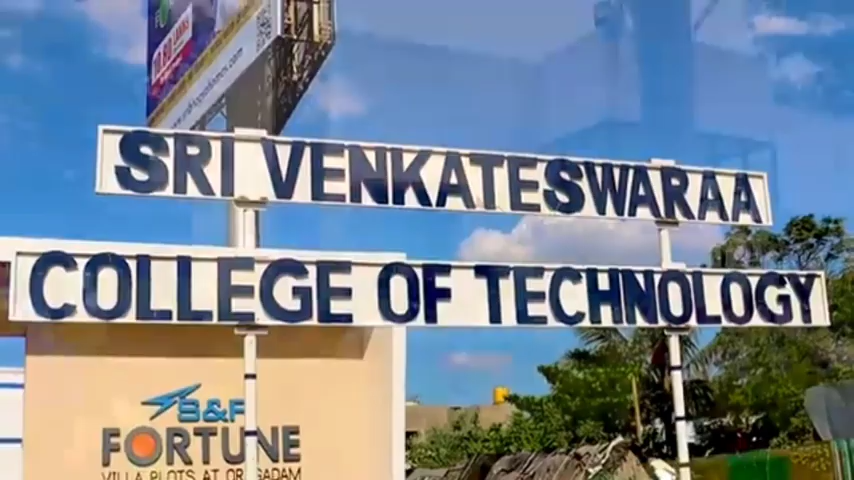 SRI VENKATESWARAA
COLLEGE OF TECHNOLOGY
B&F
FORTUNE
VILLA PLOTS AT ORAGADAM